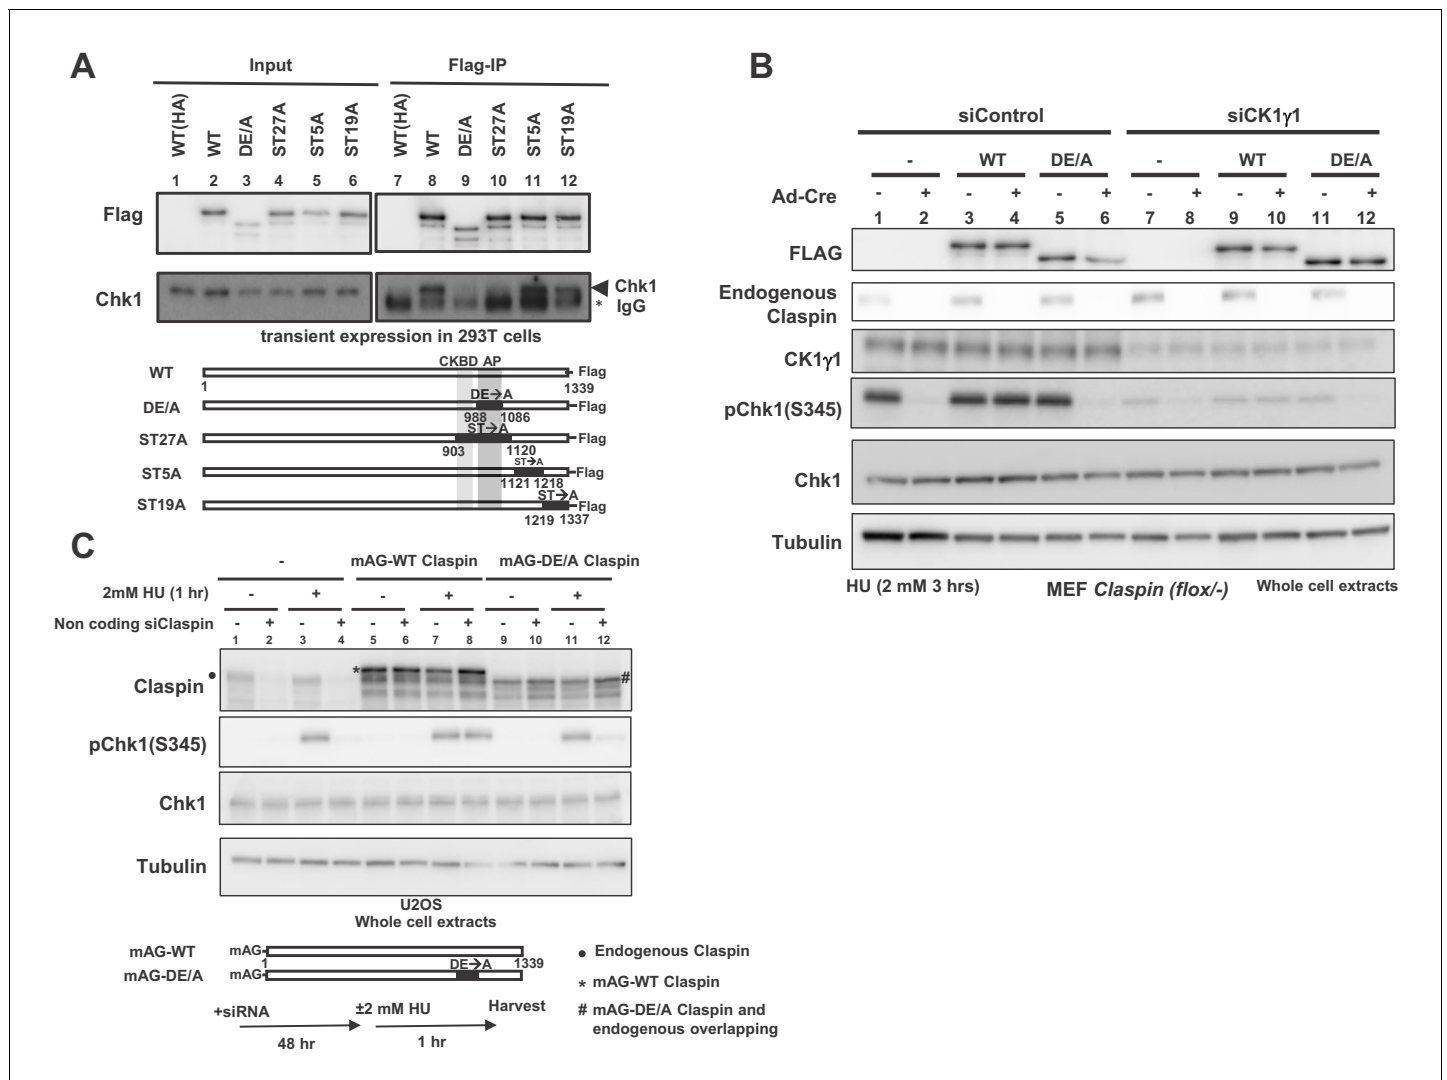 A
Input Flag-IP
WT(HA) WT DE/A ST27A ST5A ST19A WT(HA) WT DE/A ST27A ST5A ST19A
1 2 3 4 5 6 7 8 9 10 11 12
Flag
Chk1
Chk1
* IgG
transient expression in 293T cells
CKBD AP
WT
Flag
1 1339
DE→A
DE/A
Flag
988 1086
ST→A
ST27A
Flag
903 1120
ST→A
ST5A
Flag
1121 1218
ST→A
ST19A
Flag
1219 1337
B
siControl siCK1γ1
- WT DE/A - WT DE/A
Ad-Cre - + - + - + - + - + - +
1 2 3 4 5 6 7 8 9 10 11 12
FLAG
Endogenous
Claspin
CK1γ1
pChk1(S345)
Chk1
Tubulin
HU (2 mM 3 hrs) MEF Claspin (flox/-) Whole cell extracts
C
- mAG-WT Claspin mAG-DE/A Claspin
2mM HU (1 hr) - + - + - +
Non coding siClaspin - + - + - + - + - + - +
1 2 3 4 5 6 7 8 9 10 11 12
Claspin ● * #
pChk1(S345)
Chk1
Tubulin
U2OS
Whole cell extracts
mAG-WT mAG
1 DE→A 1339
mAG-DE/A mAG
● Endogenous Claspin
* mAG-WT Claspin
# mAG-DE/A Claspin and
endogenous overlapping
+siRNA ±2 mM HU Harvest
48 hr 1 hr